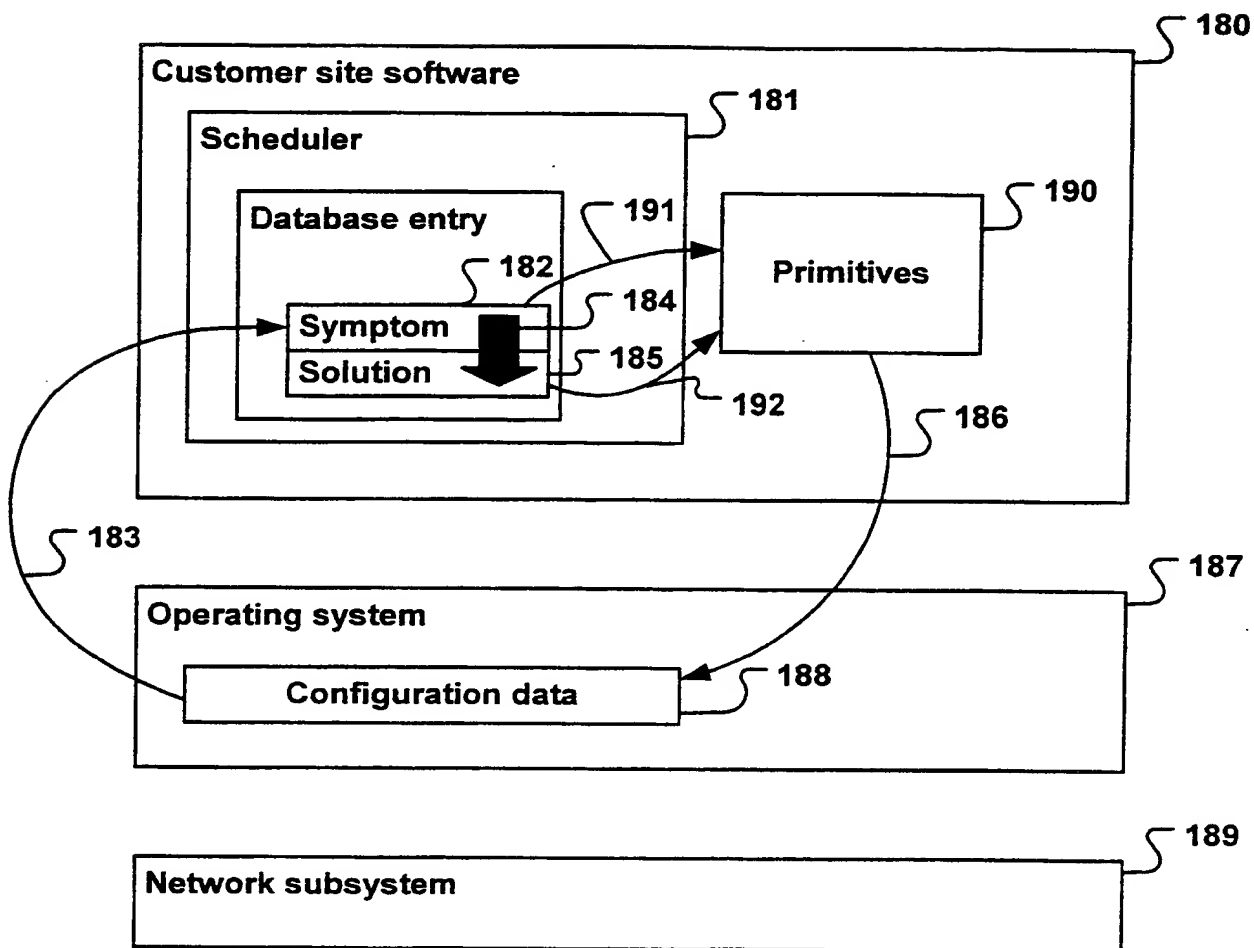 180
Customer site software
181
Scheduler
190
Database entry
191
182
Primitives
184
Symptom
185
Solution
192
186
183
187
Operating system
188
Configuration data
189
Network subsystem